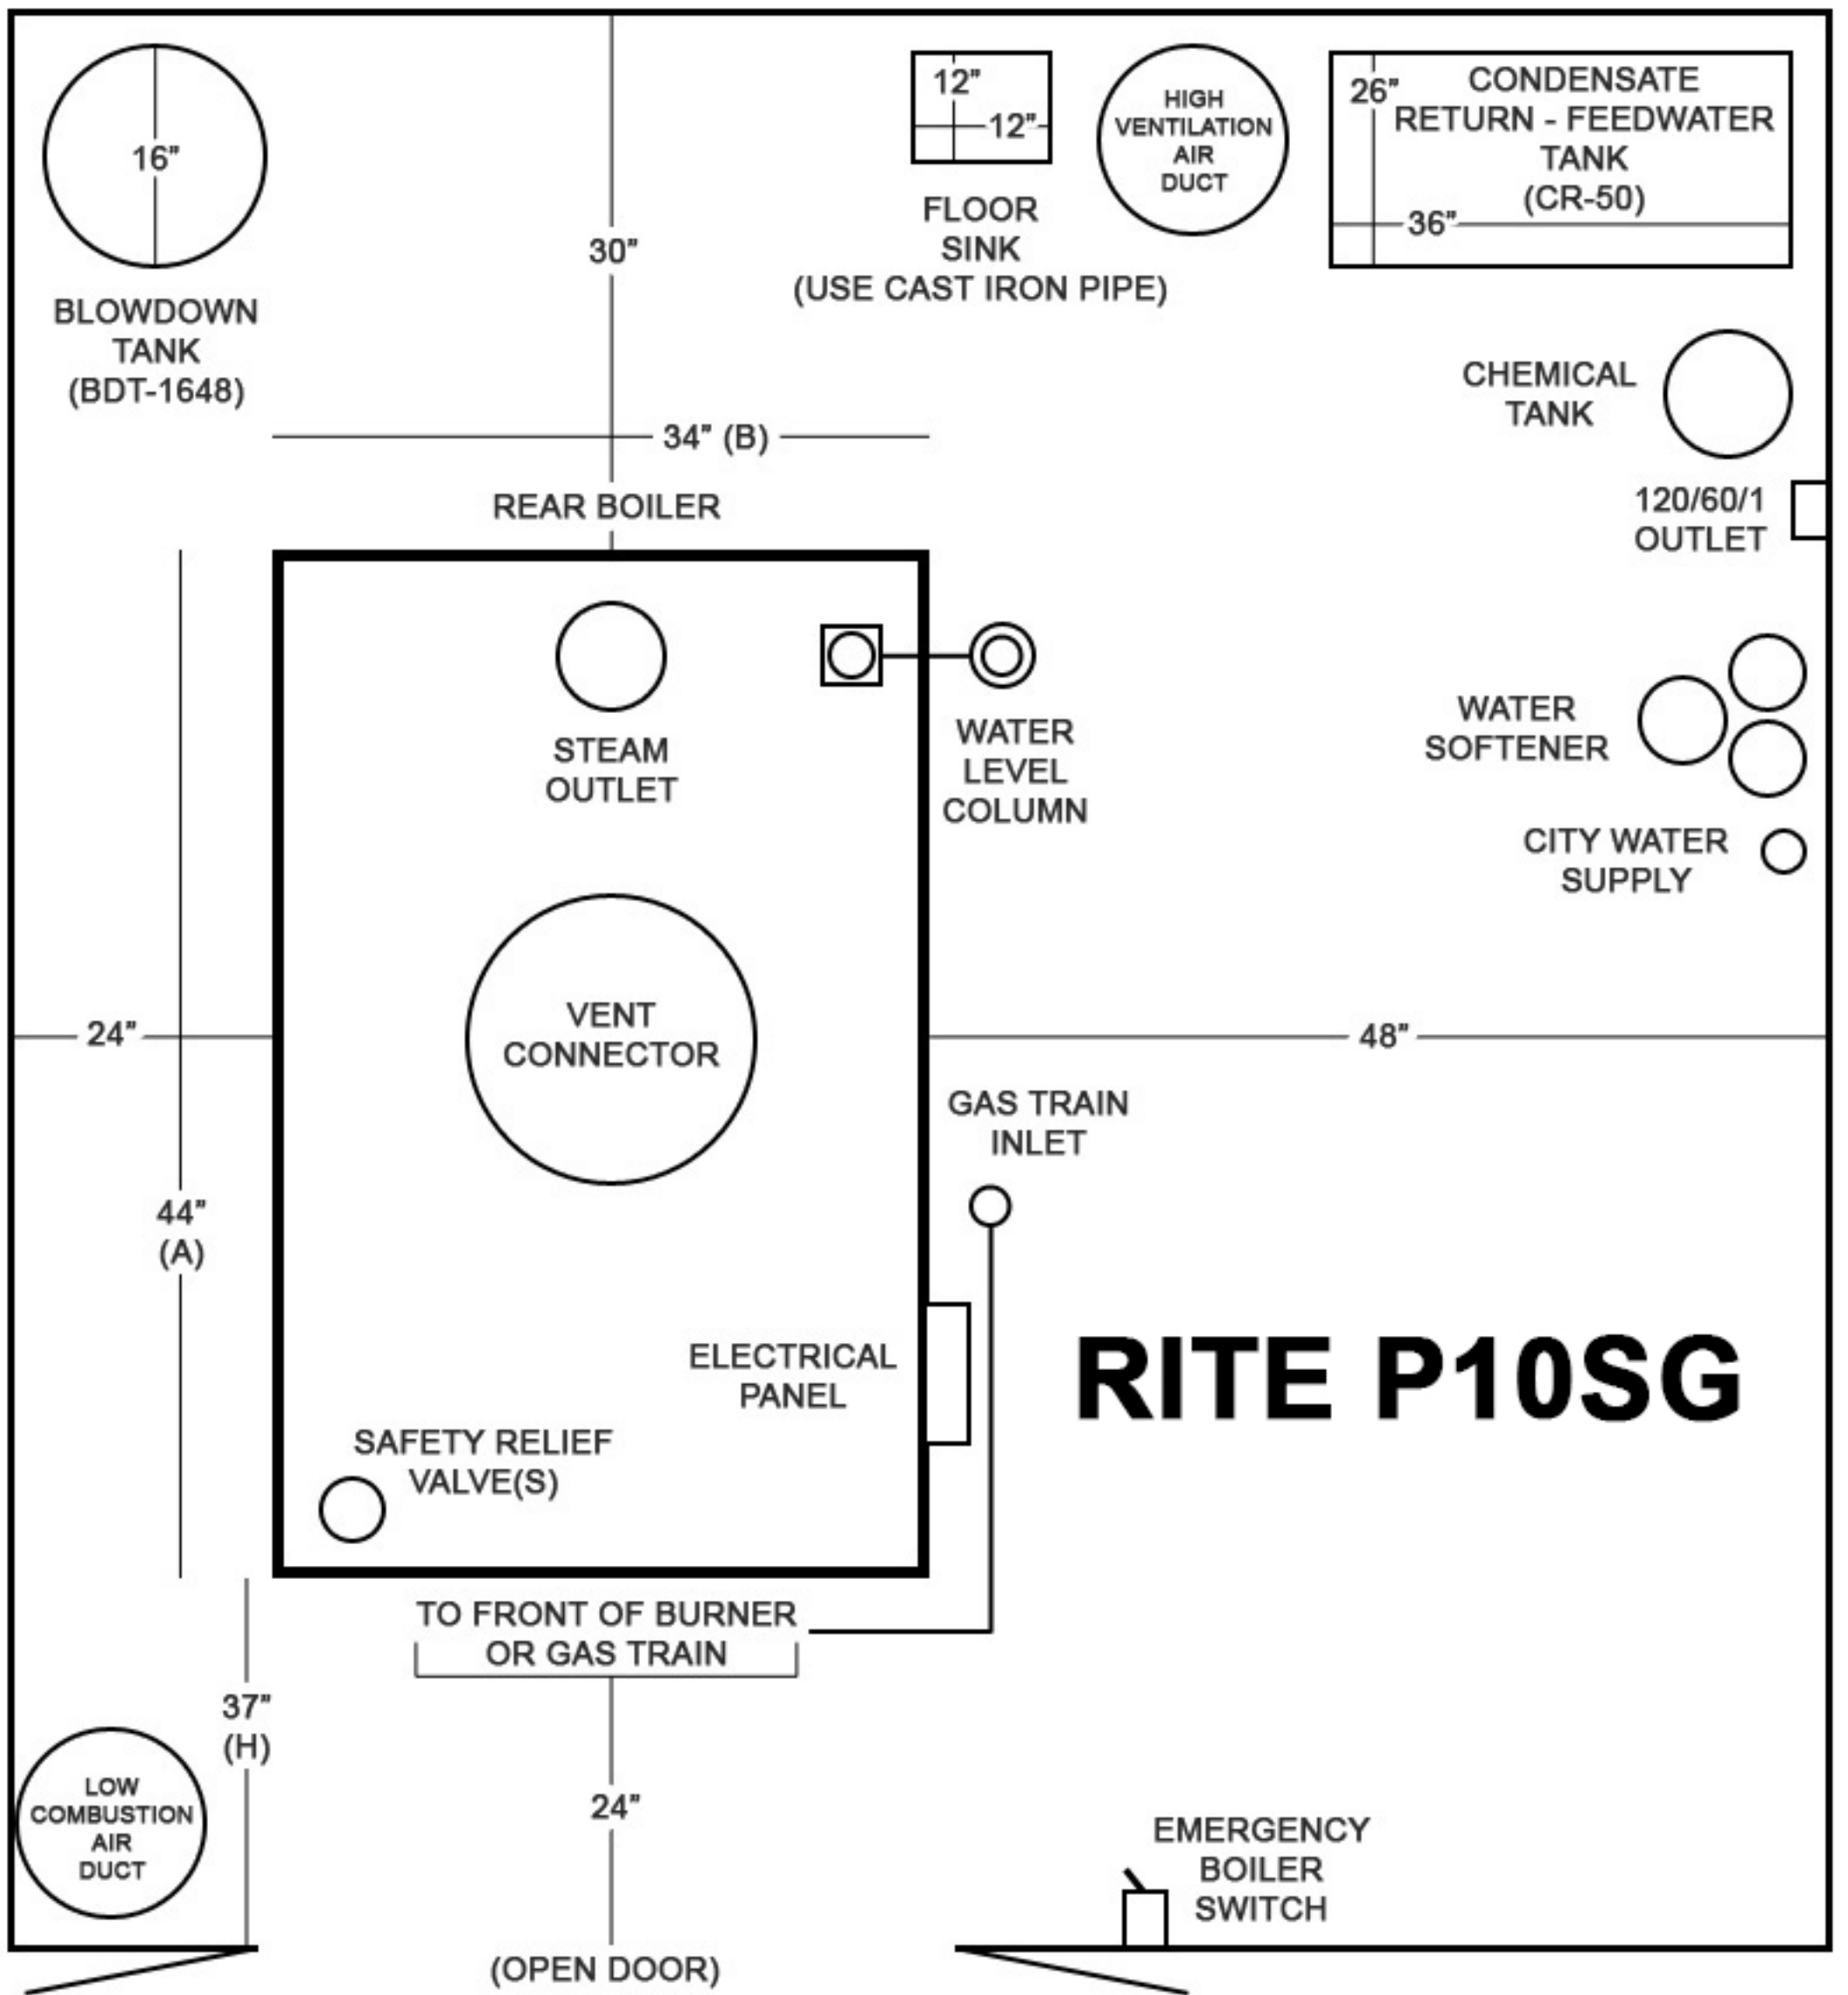 16”
BLOWDOWN
TANK
(BDT-1648)
30”
12”
12”
FLOOR
SINK
(USE CAST IRON PIPE)
HIGH
VENTILATION
AIR
DUCT
26”
CONDENSATE
RETURN - FEEDWATER
TANK
(CR-50)
36”
CHEMICAL
TANK
120/60/1
OUTLET
34” (B)
REAR BOILER
STEAM
OUTLET
WATER
LEVEL
COLUMN
WATER
SOFTENER
CITY WATER
SUPPLY
24”
VENT
CONNECTOR
48”
44”
(A)
GAS TRAIN
INLET
ELECTRICAL
PANEL
RITE P10SG
SAFETY RELIEF
VALVE(S)
TO FRONT OF BURNER
OR GAS TRAIN
37”
(H)
24”
LOW
COMBUSTION
AIR
DUCT
EMERGENCY
BOILER
SWITCH
(OPEN DOOR)